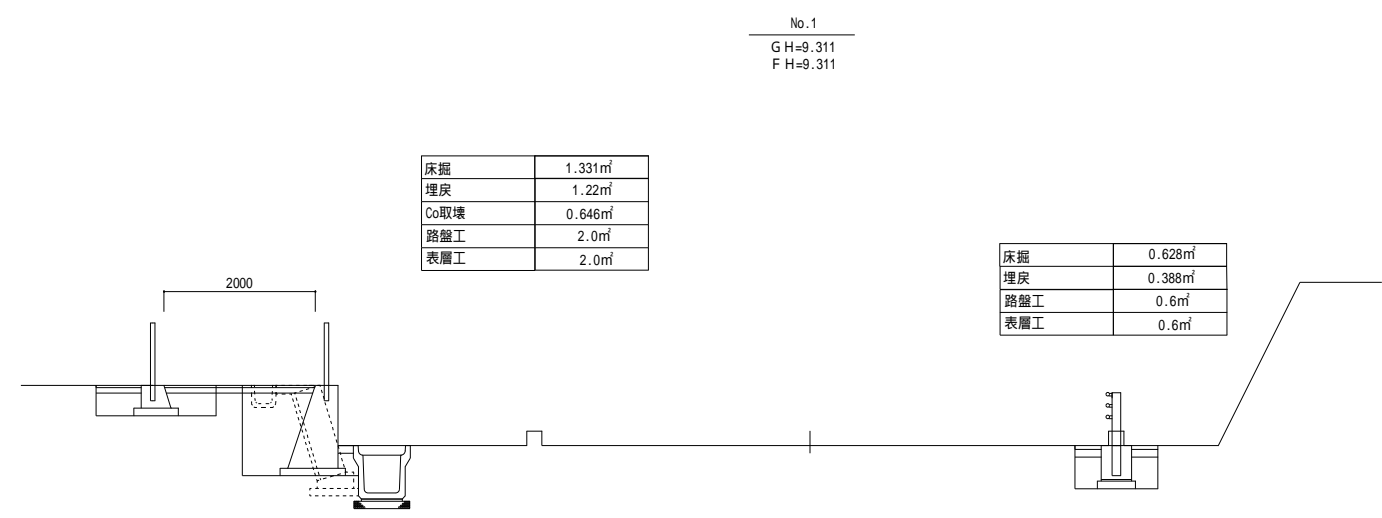 No.1
GH=9.311
FH=9.311
床掘 1.331㎡
埋戻 1.22㎡
Co取壊 0.646㎡
路盤工 2.0㎡
表層工 2.0㎡
床掘 0.628㎡
埋戻 0.388㎡
路盤工 0.6㎡
表層工 0.6㎡
2000